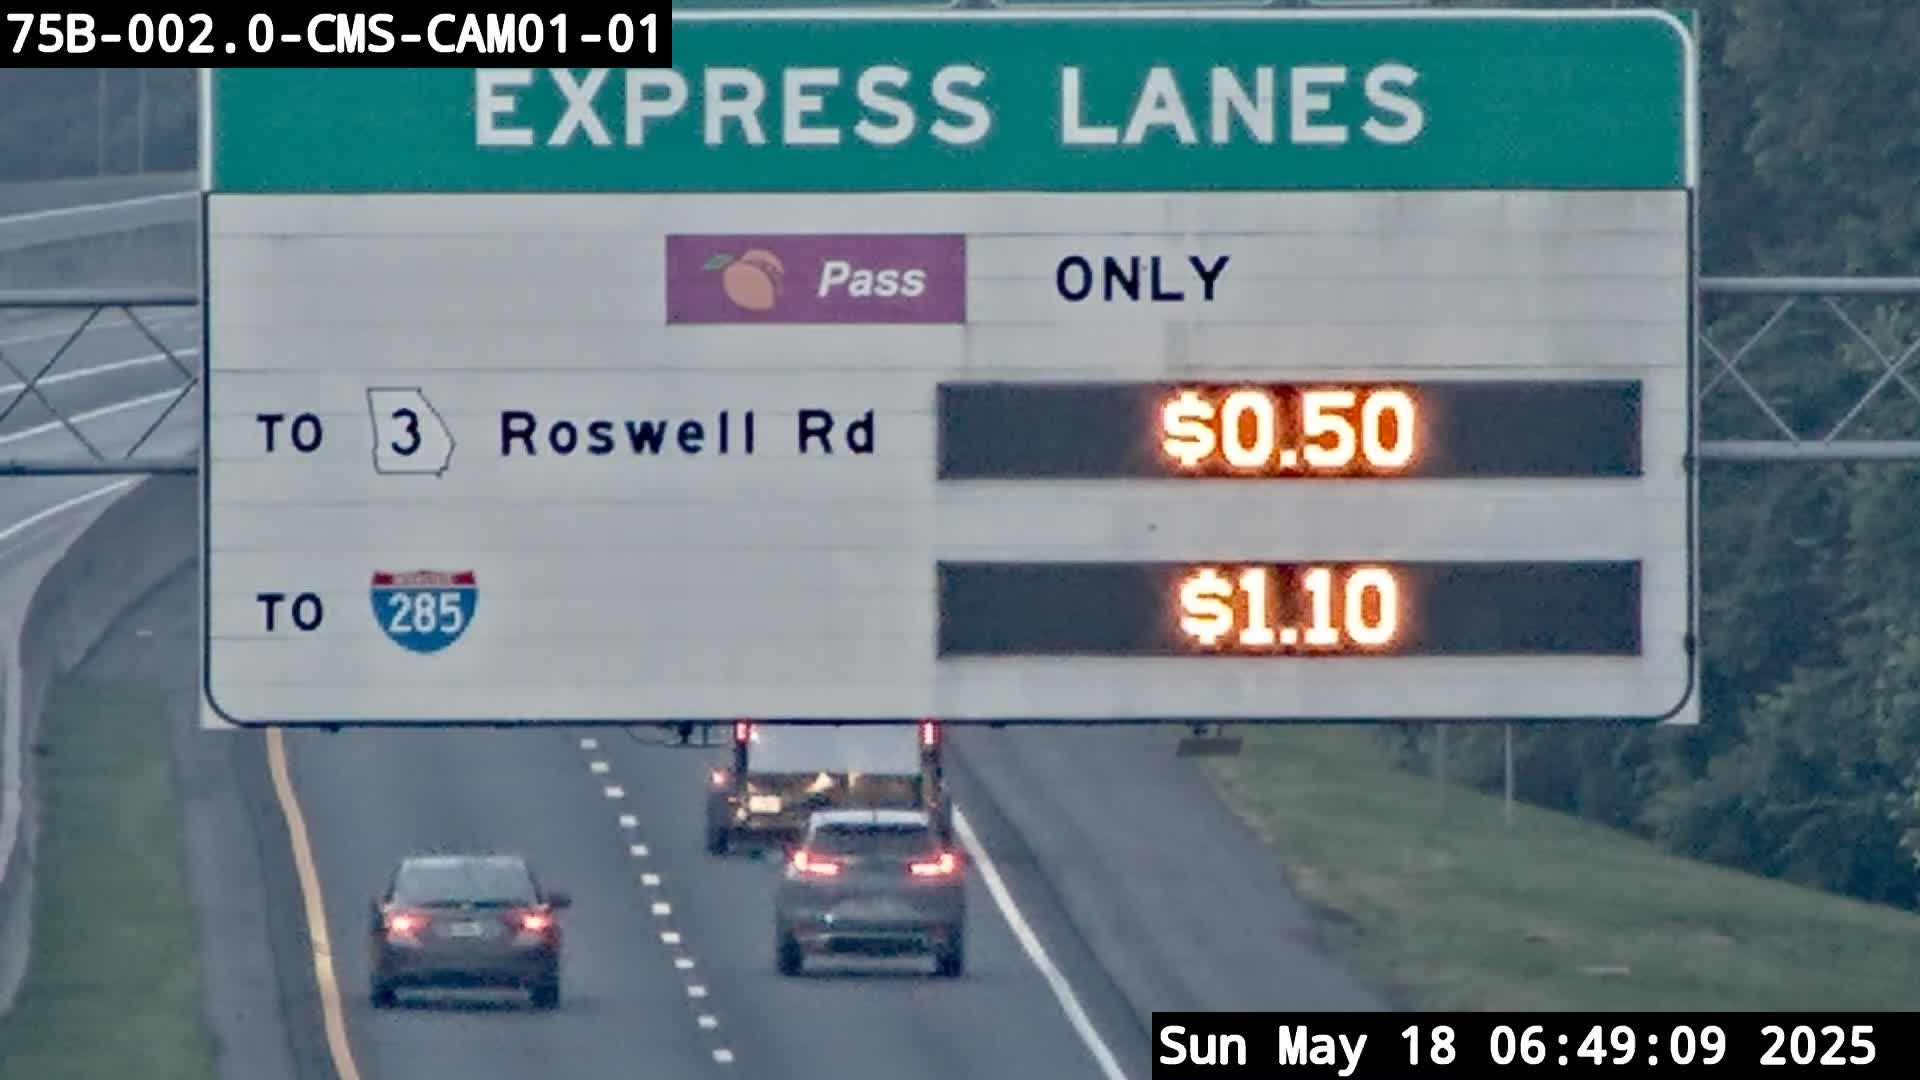 75B-002.0-CMS-CAM01-01
EXPRESS LANES
Pass ONLY
TO 3 Roswell Rd $0.50
TO 285 $1.10
Sun May 18 06:49:09 2025